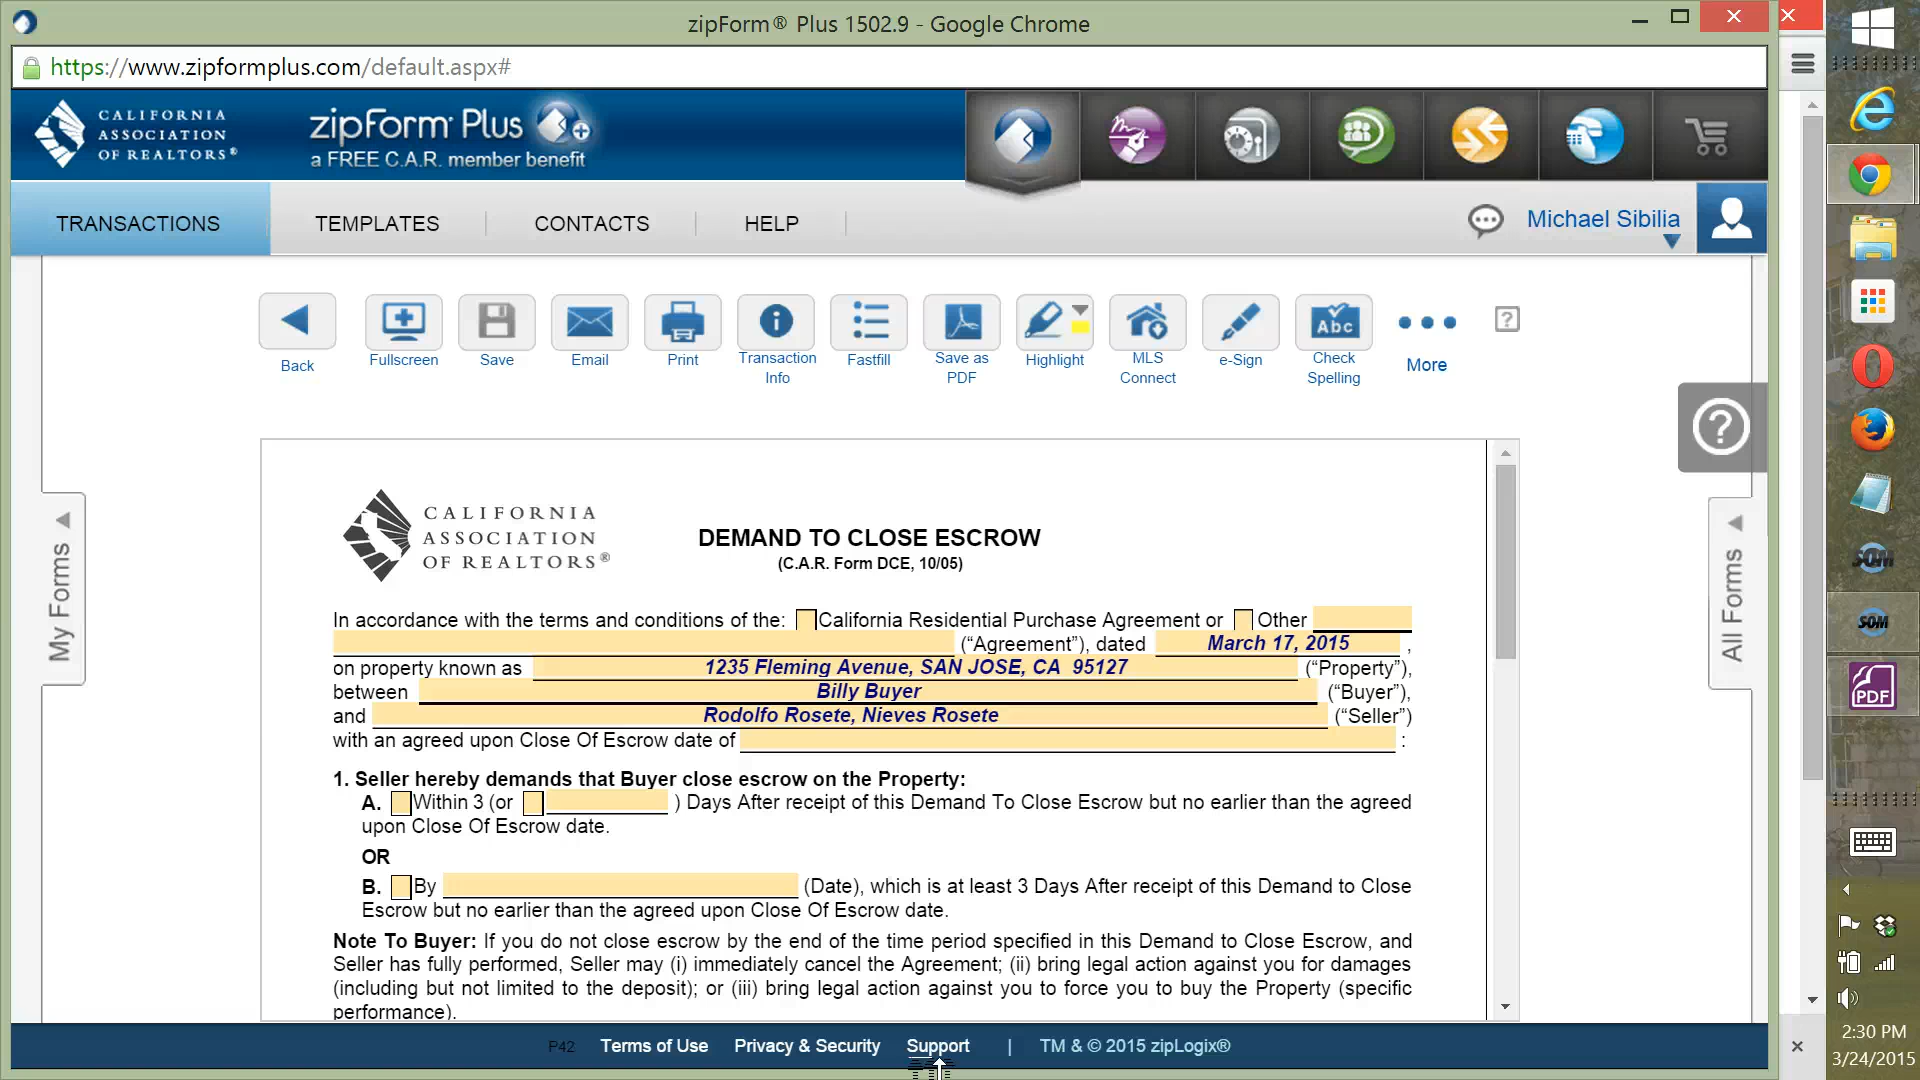 zipForm® Plus 1502.9 - Google Chrome
https://www.zipformplus.com/default.aspx#
CALIFORNIA
ASSOCIATION
OF REALTORS®
zipForm® Plus
a FREE C.A.R. member benefit
TRANSACTIONS TEMPLATES CONTACTS HELP Michael Sibilia
Back Fullscreen Save Email Print Transaction Info Fastfill Save as PDF Highlight MLS Connect e-Sign Abc Check Spelling More ?
?
My Forms
All Forms
CALIFORNIA
ASSOCIATION
OF REALTORS®
DEMAND TO CLOSE ESCROW
(C.A.R. Form DCE, 10/05)
In accordance with the terms and conditions of the: California Residential Purchase Agreement or Other
(“Agreement”), dated March 17, 2015 ,
on property known as 1235 Fleming Avenue, SAN JOSE, CA 95127 (“Property”),
between Billy Buyer (“Buyer”),
and Rodolfo Rosete, Nieves Rosete (“Seller”)
with an agreed upon Close Of Escrow date of :
1. Seller hereby demands that Buyer close escrow on the Property:
A. Within 3 (or ) Days After receipt of this Demand To Close Escrow but no earlier than the agreed
upon Close Of Escrow date.
OR
B. By (Date), which is at least 3 Days After receipt of this Demand to Close
Escrow but no earlier than the agreed upon Close Of Escrow date.
Note To Buyer: If you do not close escrow by the end of the time period specified in this Demand to Close Escrow, and
Seller has fully performed, Seller may (i) immediately cancel the Agreement; (ii) bring legal action against you for damages
(including but not limited to the deposit); or (iii) bring legal action against you to force you to buy the Property (specific
performance).
P42 Terms of Use Privacy & Security Support | TM & © 2015 zipLogix®
SOM
SOM
PDF
2:30 PM
3/24/2015